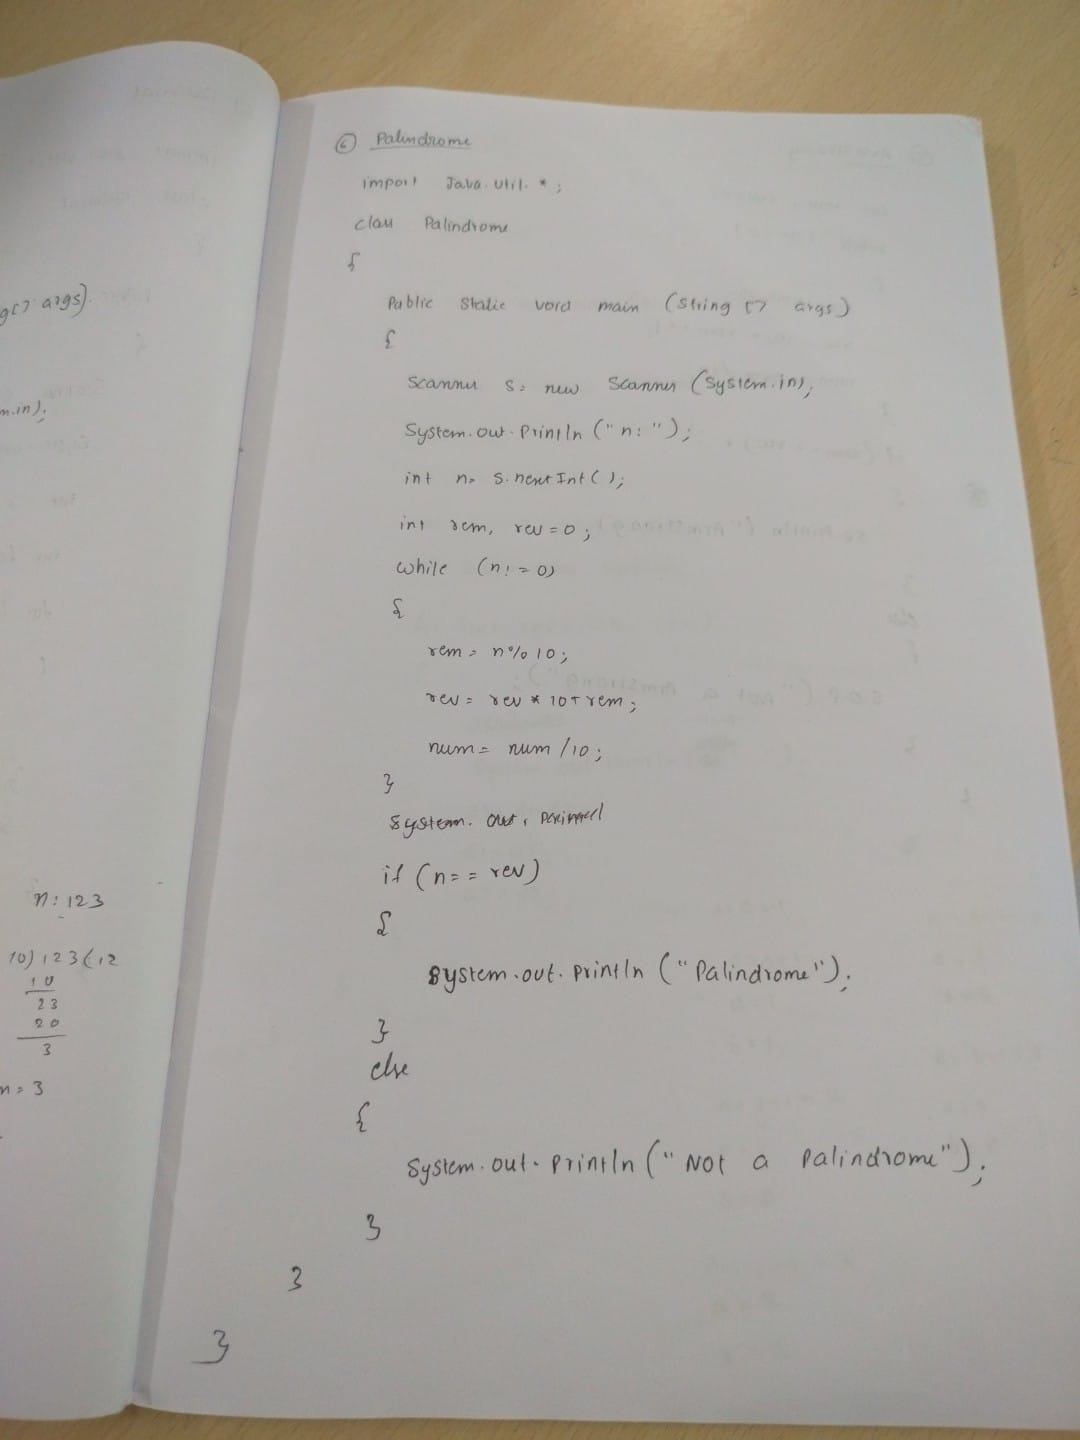 g[] args).
m.in);
n: 123
10) 123 ( 12
10
23
20
3
m = 3
6 Palindrome
import Java.util.*;
class Palindrome
{
Public Static void main (String [] args)
{
Scanner s= new Scanner (System.in);
System.out.Println ("n:");
int n= s.nextInt();
int rem, rev=0;
while (n!=0)
{
rem = n%10;
rev = rev * 10+rem;
num = num /10;
}
System. out.
if (n== rev)
{
System.out.println ("Palindrome");
}
else
{
System.out.println ("Not a Palindrome");
}
}
}